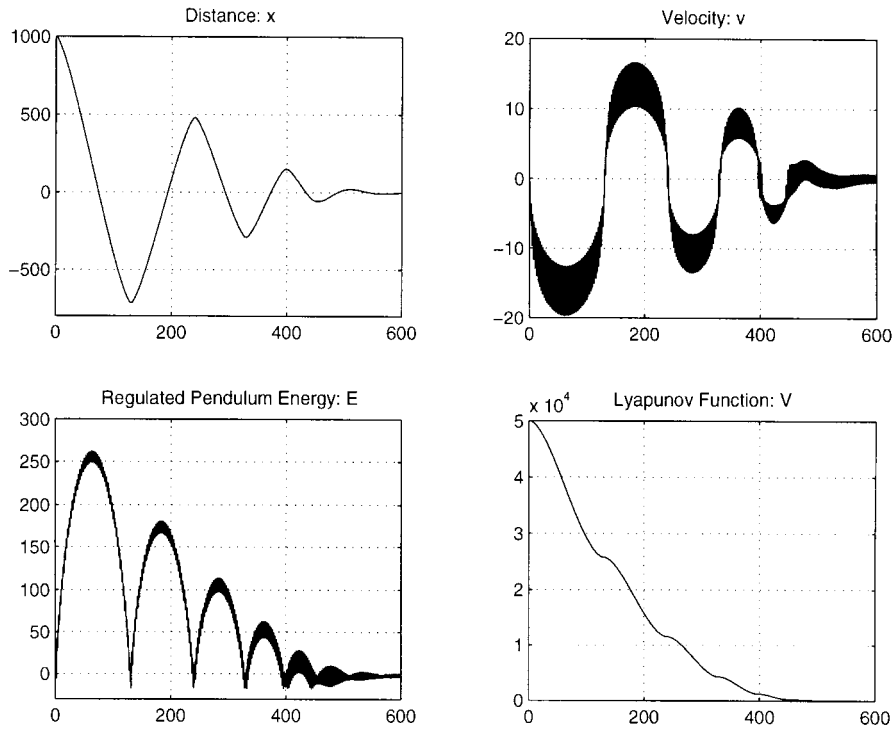 Distance: x
1000
500
0
−500
0 200 400 600
Velocity: v
20
10
0
−10
−20
0 200 400 600
Regulated Pendulum Energy: E
300
250
200
150
100
50
0
0 200 400 600
Lyapunov Function: V
x 10^4
5
4
3
2
1
0
0 200 400 600